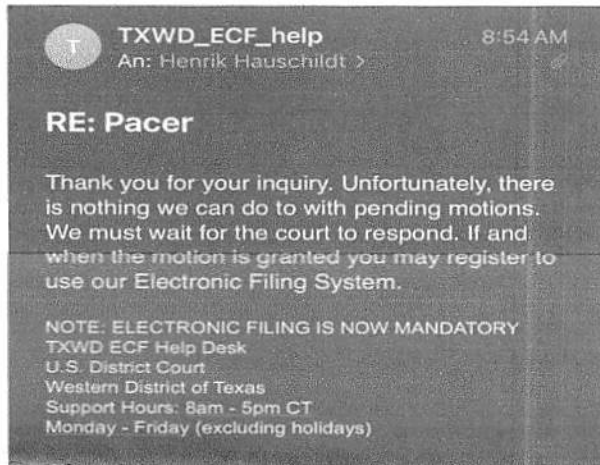 T
TXWD_ECF_help
8:54 AM
An: Henrik Hauschildt >
RE: Pacer
Thank you for your inquiry. Unfortunately, there
is nothing we can do to with pending motions.
We must wait for the court to respond. If and
when the motion is granted you may register to
use our Electronic Filing System.
NOTE: ELECTRONIC FILING IS NOW MANDATORY
TXWD ECF Help Desk
U.S. District Court
Western District of Texas
Support Hours: 8am - 5pm CT
Monday - Friday (excluding holidays)